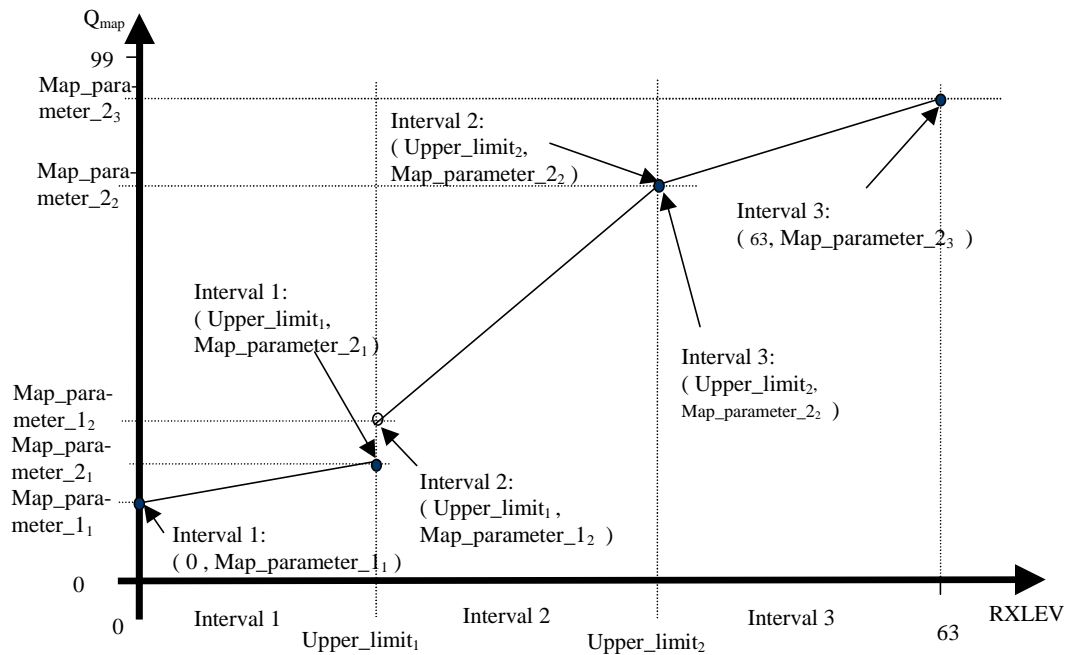 Qmap
99
Map_para-
meter_2₃
Interval 2:
( Upper_limit₂,
Map_parameter_2₂ )
Map_para-
meter_2₂
Interval 3:
( 63, Map_parameter_2₃ )
Interval 1:
( Upper_limit₁,
Map_parameter_2₁ )
Interval 3:
( Upper_limit₂,
Map_parameter_2₂ )
Map_para-
meter_1₂
Map_para-
meter_2₁
Interval 2:
( Upper_limit₁ ,
Map_parameter_1₂ )
Map_para-
meter_1₁
Interval 1:
( 0 , Map_parameter_1₁ )
0
0
Interval 1
Interval 2
Interval 3
RXLEV
Upper_limit₁
Upper_limit₂
63